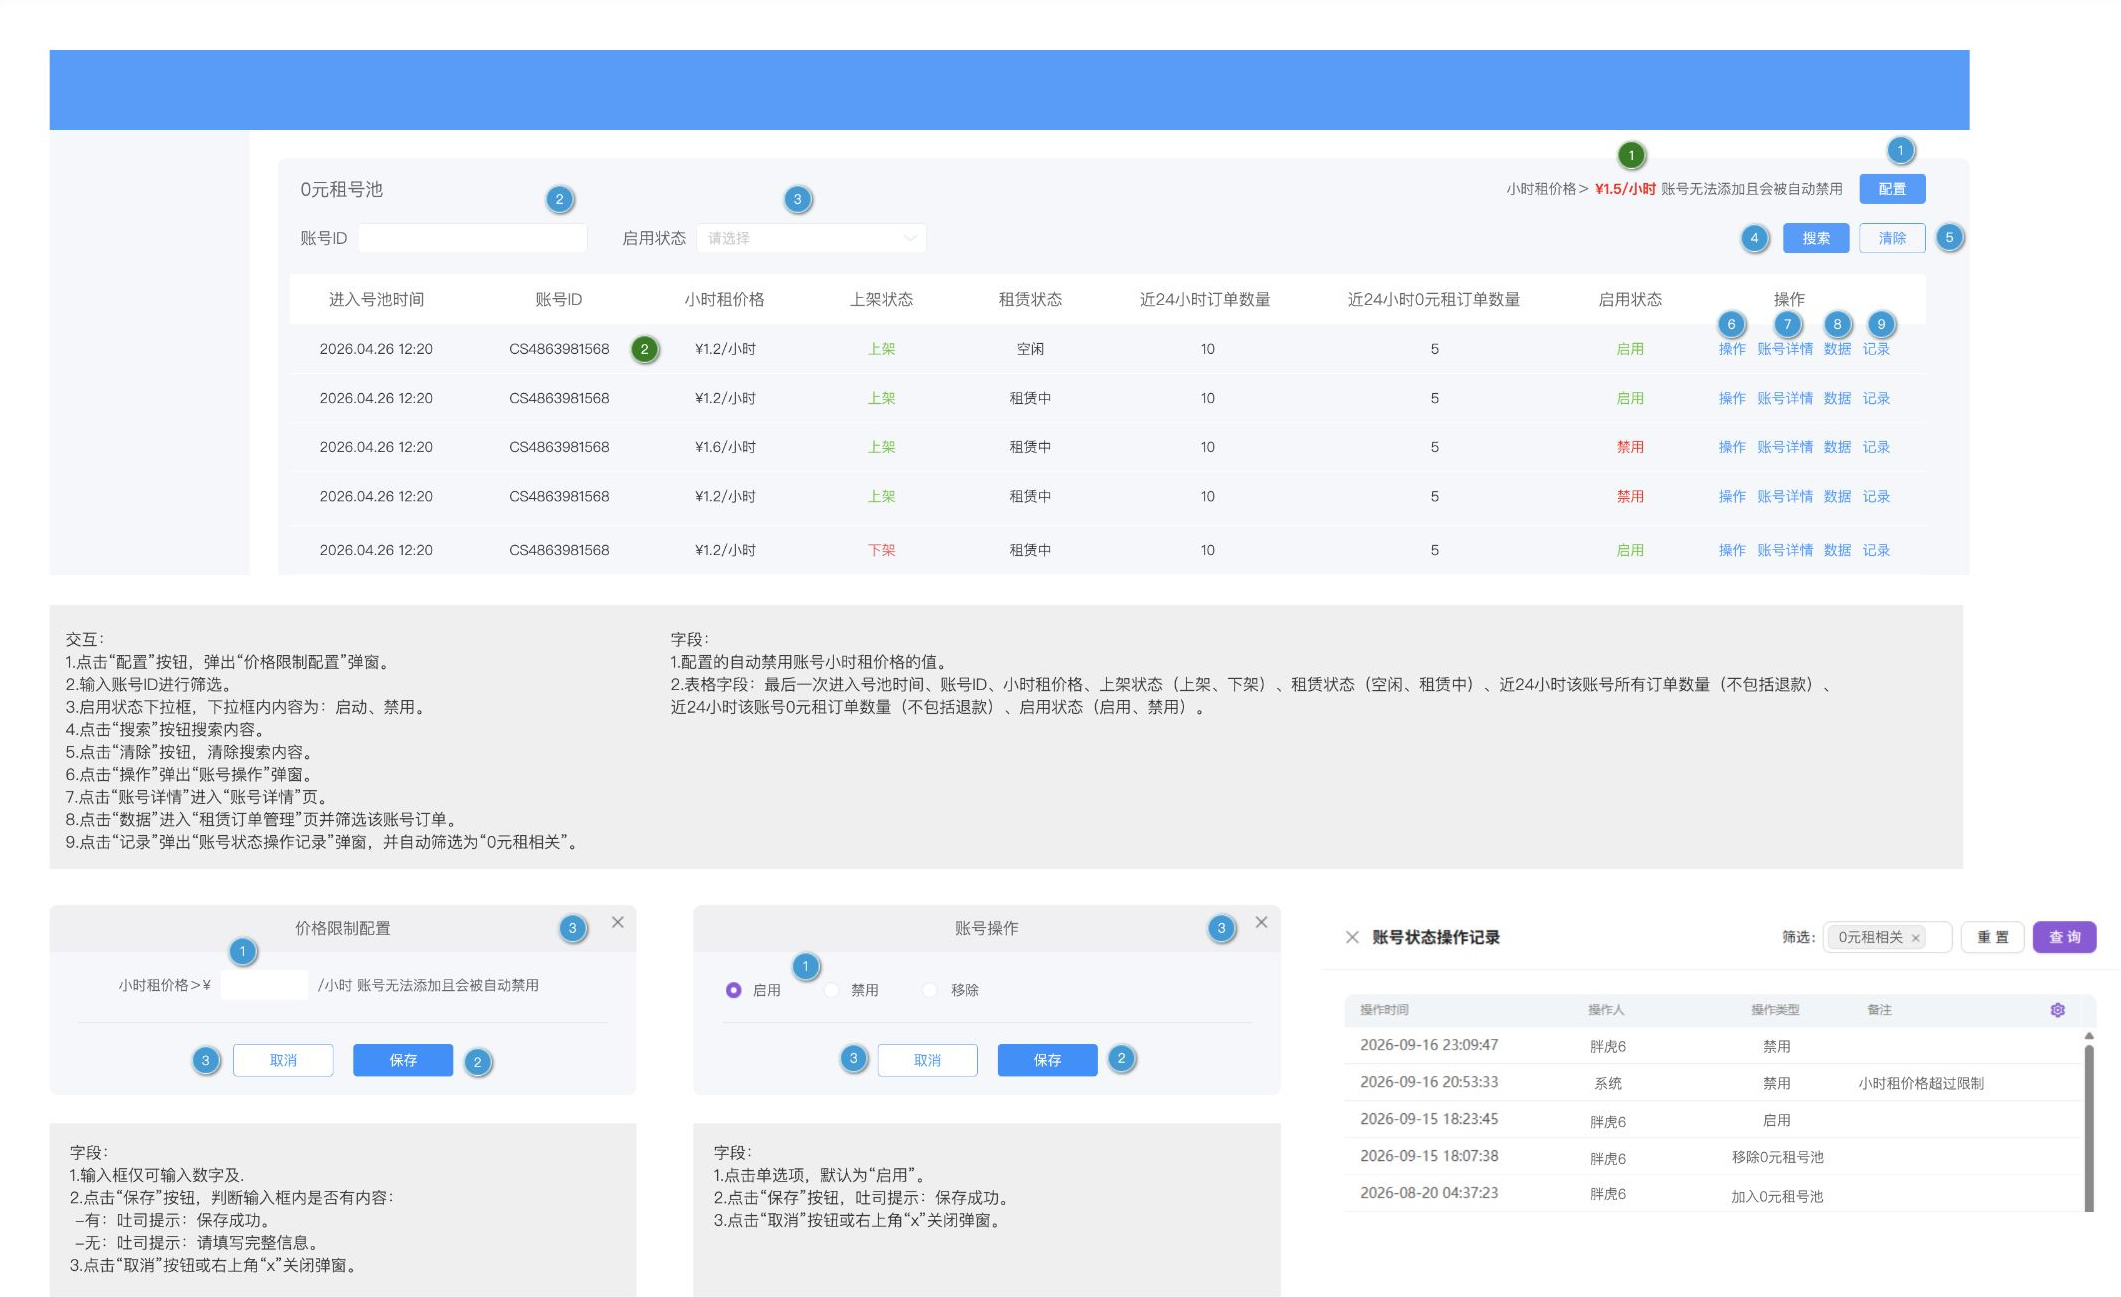 1
1
0元租号池
2
3
小时租价格> ¥1.5/小时 账号无法添加且会被自动禁用
配置
账号ID
启用状态
请选择
4
搜索
清除
5
进入号池时间 账号ID 小时租价格 上架状态 租赁状态 近24小时订单数量 近24小时0元租订单数量 启用状态 操作
6 7 8 9
2026.04.26 12:20 CS4863981568 2 ¥1.2/小时 上架 空闲 10 5 启用 操作 账号详情 数据 记录
2026.04.26 12:20 CS4863981568 ¥1.2/小时 上架 租赁中 10 5 启用 操作 账号详情 数据 记录
2026.04.26 12:20 CS4863981568 ¥1.6/小时 上架 租赁中 10 5 禁用 操作 账号详情 数据 记录
2026.04.26 12:20 CS4863981568 ¥1.2/小时 上架 租赁中 10 5 禁用 操作 账号详情 数据 记录
2026.04.26 12:20 CS4863981568 ¥1.2/小时 下架 租赁中 10 5 启用 操作 账号详情 数据 记录
交互：
1.点击“配置”按钮，弹出“价格限制配置”弹窗。
2.输入账号ID进行筛选。
3.启用状态下拉框，下拉框内内容为：启动、禁用。
4.点击“搜索”按钮搜索内容。
5.点击“清除”按钮，清除搜索内容。
6.点击“操作”弹出“账号操作”弹窗。
7.点击“账号详情”进入“账号详情”页。
8.点击“数据”进入“租赁订单管理”页并筛选该账号订单。
9.点击“记录”弹出“账号状态操作记录”弹窗，并自动筛选为“0元租相关”。
字段：
1.配置的自动禁用账号小时租价格的值。
2.表格字段：最后一次进入号池时间、账号ID、小时租价格、上架状态（上架、下架）、租赁状态（空闲、租赁中）、近24小时该账号所有订单数量（不包括退款）、
近24小时该账号0元租订单数量（不包括退款）、启用状态（启用、禁用）。
价格限制配置
3
1
小时租价格>¥ /小时 账号无法添加且会被自动禁用
3
取消
保存
2
字段：
1.输入框仅可输入数字及.
2.点击“保存”按钮，判断输入框内是否有内容：
–有：吐司提示：保存成功。
–无：吐司提示：请填写完整信息。
3.点击“取消”按钮或右上角“x”关闭弹窗。
账号操作
3
1
启用 禁用 移除
3
取消
保存
2
字段：
1.点击单选项，默认为“启用”。
2.点击“保存”按钮，吐司提示：保存成功。
3.点击“取消”按钮或右上角“x”关闭弹窗。
账号状态操作记录
筛选： 0元租相关 ×
重 置
查 询
操作时间 操作人 操作类型 备注
2026-09-16 23:09:47 胖虎6 禁用
2026-09-16 20:53:33 系统 禁用 小时租价格超过限制
2026-09-15 18:23:45 胖虎6 启用
2026-09-15 18:07:38 胖虎6 移除0元租号池
2026-08-20 04:37:23 胖虎6 加入0元租号池